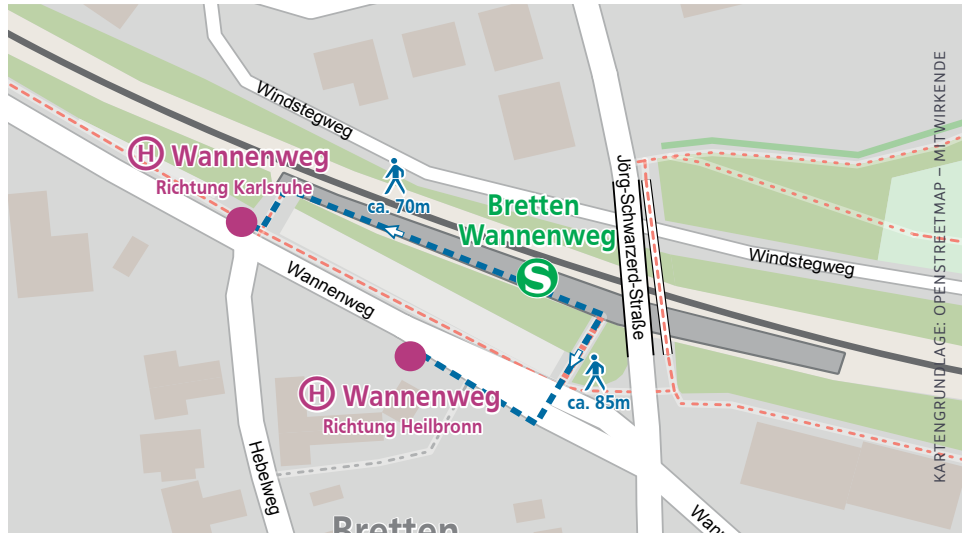 Windstegweg
H Wannenweg
Richtung Karlsruhe
ca. 70m
Bretten
Wannenweg
S
Jörg-Schwarzerd-Straße
Windstegweg
Wannenweg
H Wannenweg
Richtung Heilbronn
ca. 85m
Hebelweg
Bretten
Wann
KARTENGRUNDLAGE: OPENSTREETMAP – MITWIRKENDE